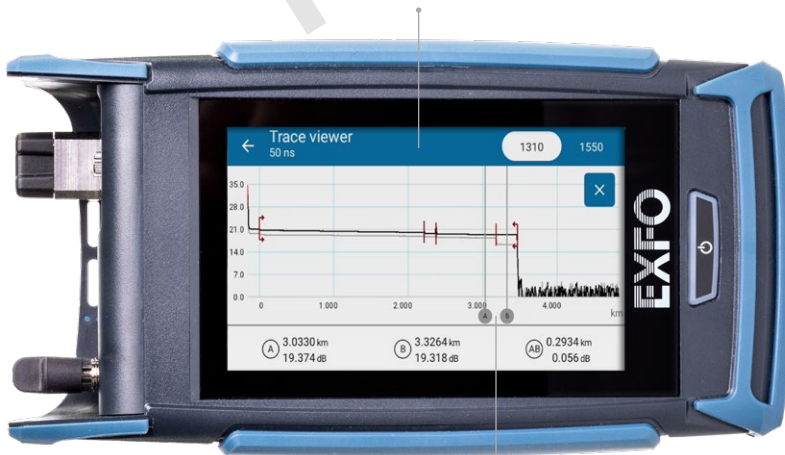 Trace viewer
50 ns
1310
1550
X
35.0
28.0
21.0
14.0
7.0
0.0
0
1.000
2.000
3.000
4.000
km
A
B
A 3.0330 km
19.374 dB
B 3.3264 km
19.318 dB
AB 0.2934 km
0.056 dB
EXFO